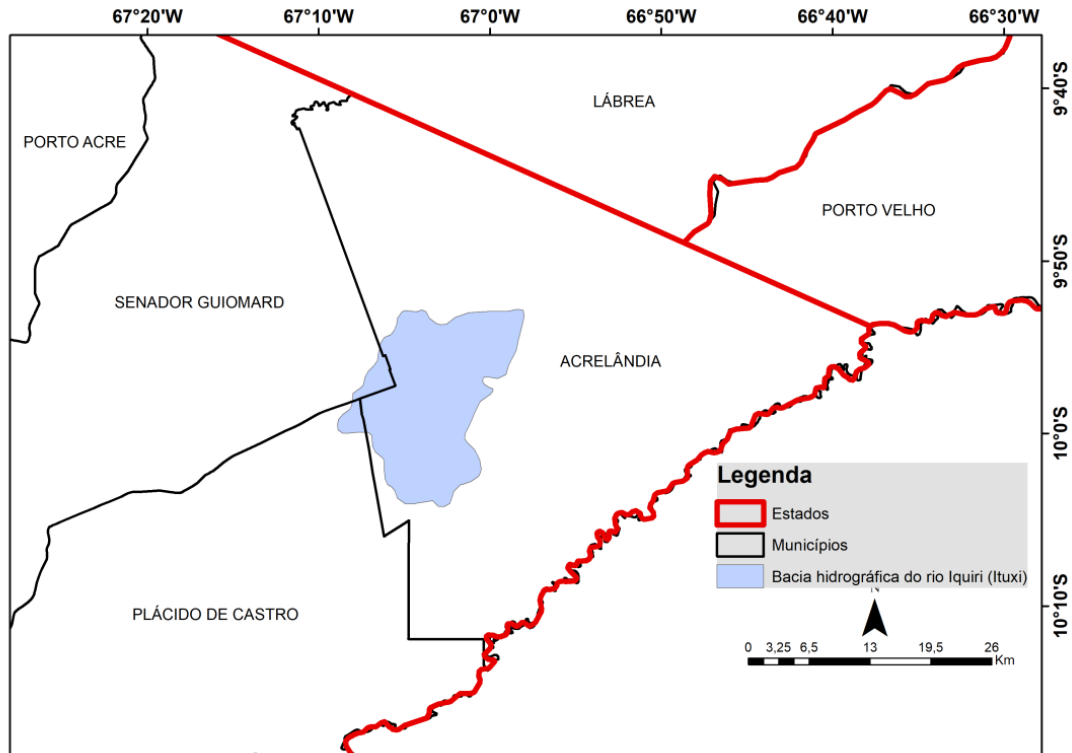 67°20'W 67°10'W 67°0'W 66°50'W 66°40'W 66°30'W
9°40'S
LÁBREA
PORTO ACRE
PORTO VELHO
9°50'S
SENADOR GUIOMARD
ACRELÂNDIA
10°0'S
Legenda
Estados
Municípios
Bacia hidrográfica do rio Iquiri (Ituxi)
N
10°10'S
PLÁCIDO DE CASTRO
0 3,25 6,5 13 19,5 26
Km